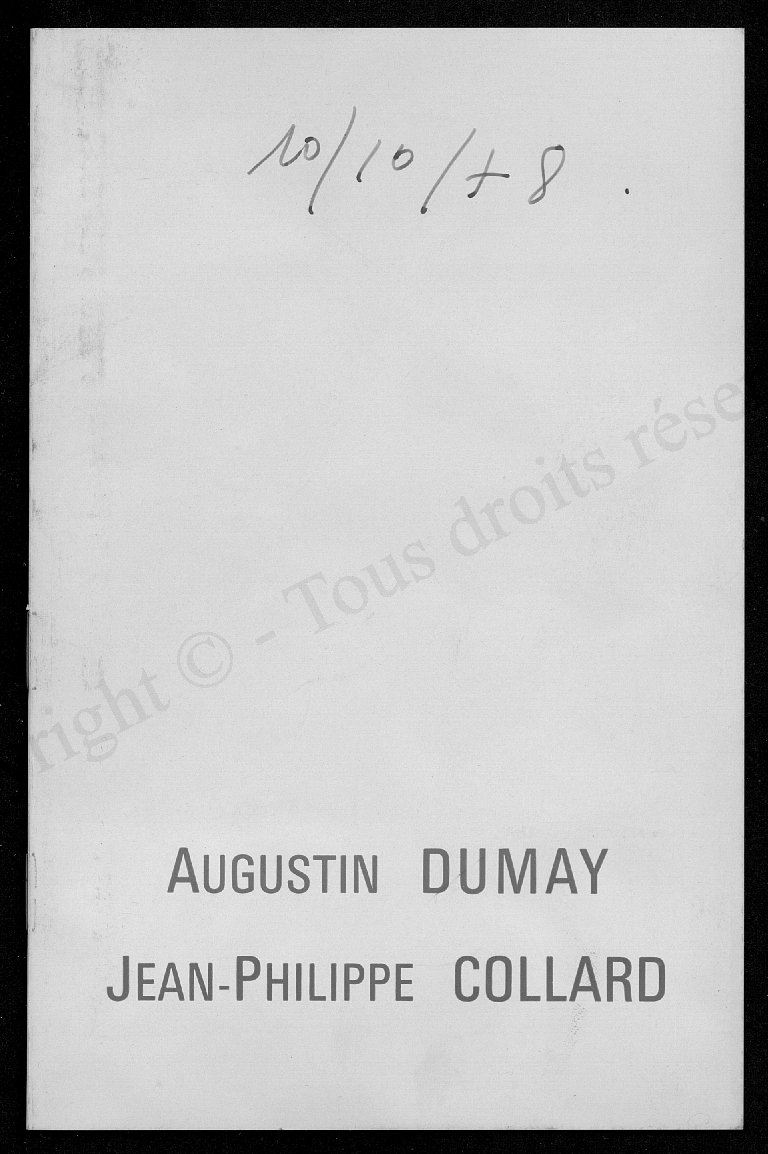 10/10/78.
right © - Tous droits rése
AUGUSTIN DUMAY
JEAN-PHILIPPE COLLARD